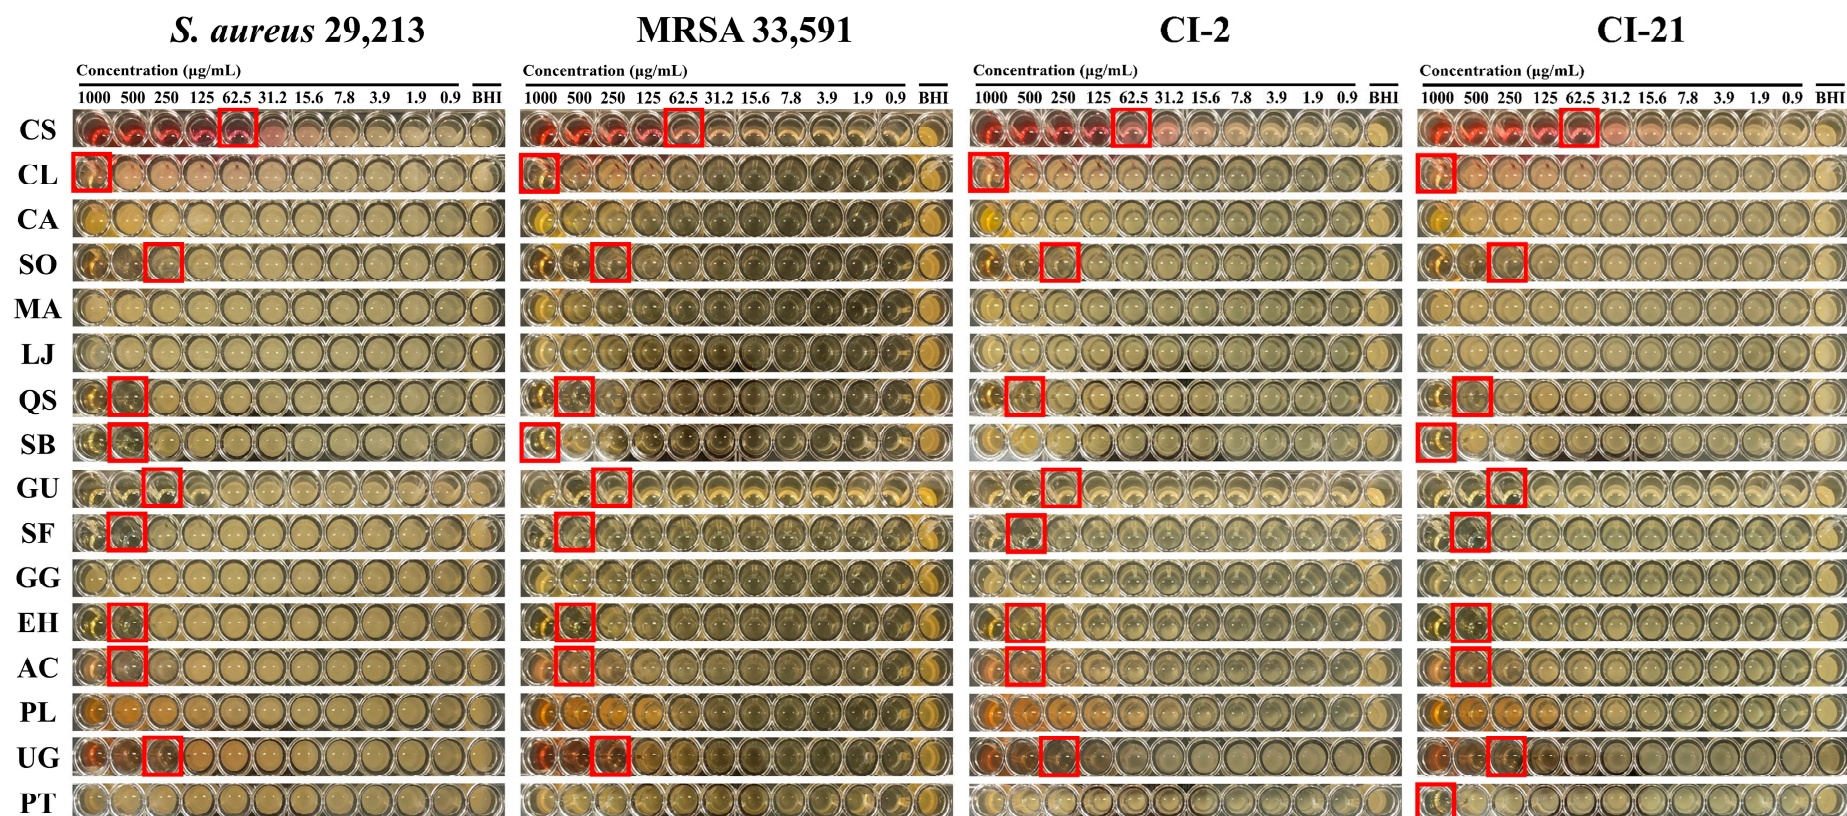 S. aureus 29,213 MRSA 33,591 CI-2 CI-21
Concentration (µg/mL) Concentration (µg/mL) Concentration (µg/mL) Concentration (µg/mL)
1000 500 250 125 62.5 31.2 15.6 7.8 3.9 1.9 0.9 BHI 1000 500 250 125 62.5 31.2 15.6 7.8 3.9 1.9 0.9 BHI 1000 500 250 125 62.5 31.2 15.6 7.8 3.9 1.9 0.9 BHI 1000 500 250 125 62.5 31.2 15.6 7.8 3.9 1.9 0.9 BHI
CS
CL
CA
SO
MA
LJ
QS
SB
GU
SF
GG
EH
AC
PL
UG
PT